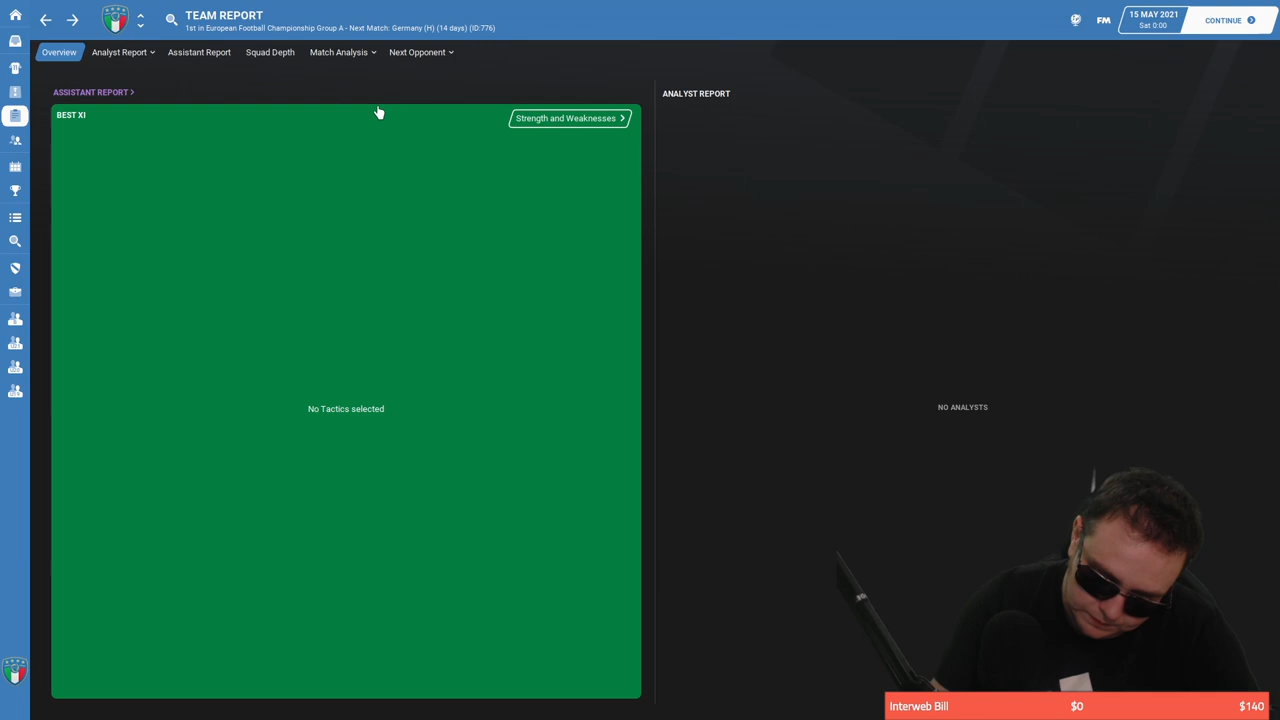 TEAM REPORT
1st in European Football Championship Group A - Next Match: Germany (H) (14 days) (ID:776)
FM
15 MAY 2021
Sat 0:00
CONTINUE
Overview
Analyst Report
Assistant Report
Squad Depth
Match Analysis
Next Opponent
ASSISTANT REPORT
ANALYST REPORT
BEST XI
Strength and Weaknesses
No Tactics selected
NO ANALYSTS
Interweb Bill
$0
$140